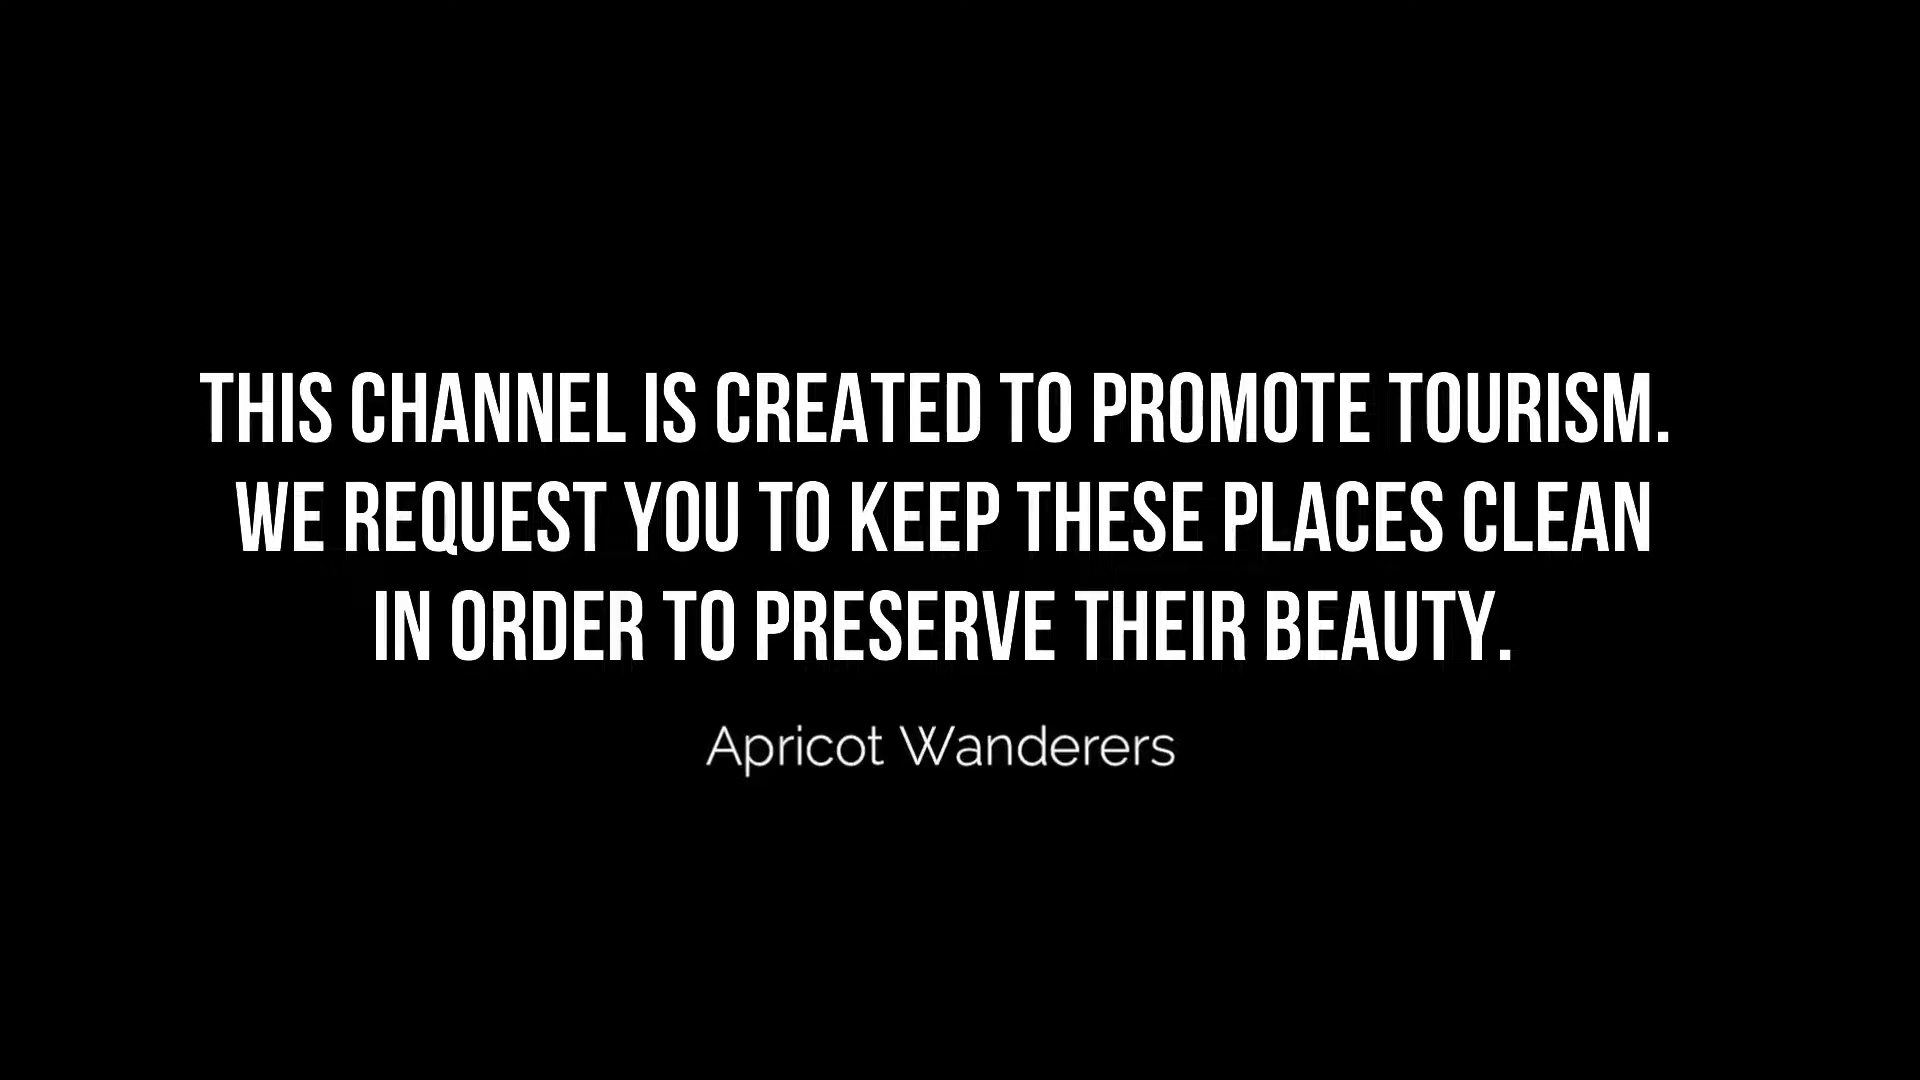 THIS CHANNEL IS CREATED TO PROMOTE TOURISM.
WE REQUEST YOU TO KEEP THESE PLACES CLEAN
IN ORDER TO PRESERVE THEIR BEAUTY.
Apricot Wanderers